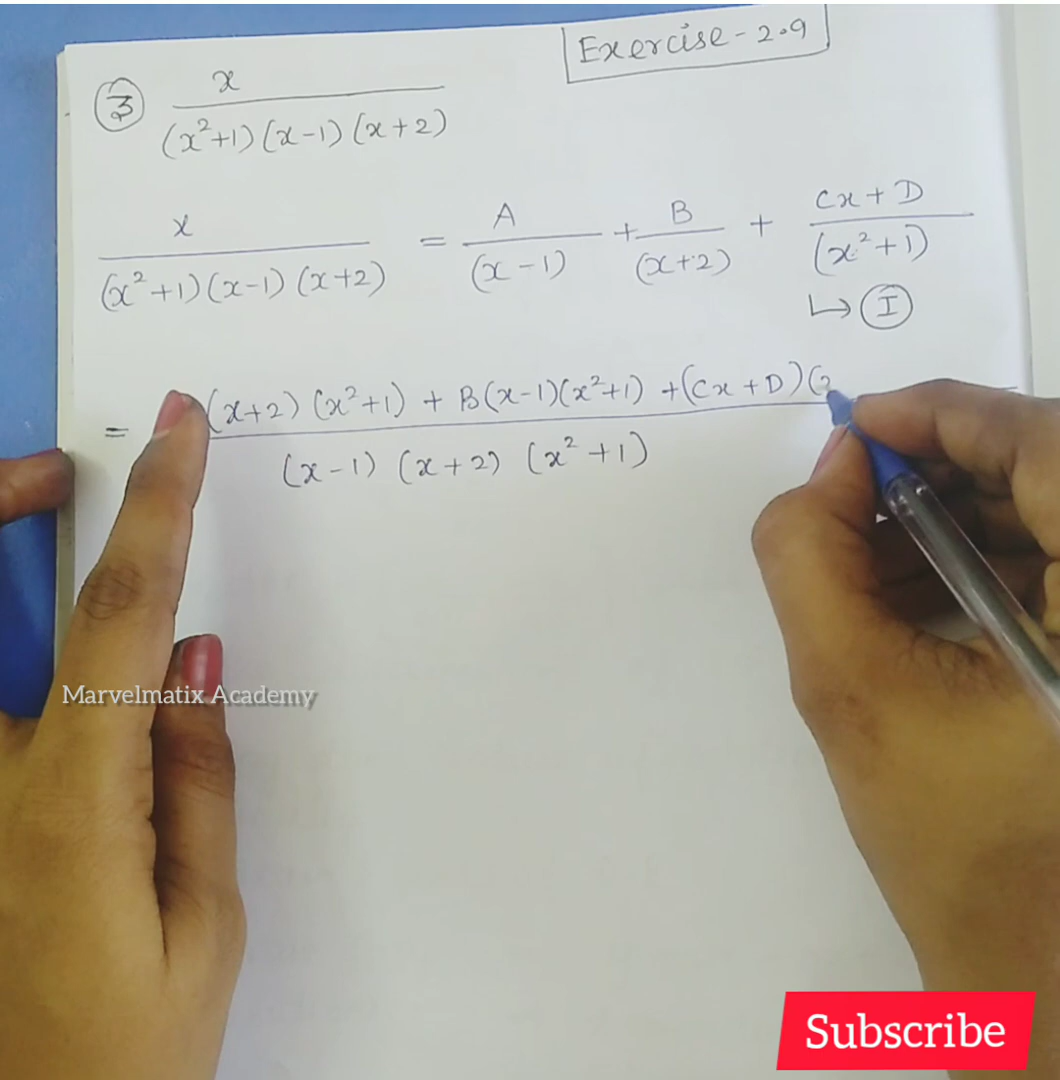 Exercise - 2.9
③ x
(x²+1) (x-1) (x+2)
x = A + B + Cx + D
(x²+1) (x-1) (x+2) (x-1) (x+2) (x²+1)
↳ Ⓘ
= (x+2) (x²+1) + B(x-1)(x²+1) + (Cx + D)(
(x-1) (x+2) (x²+1)
Marvelmatix Academy
Subscribe